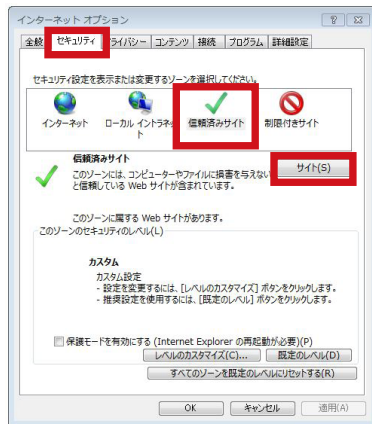 インターネット オプション
全般 セキュリティ プライバシー コンテンツ 接続 プログラム 詳細設定
セキュリティ設定を表示または変更するゾーンを選択してください。
インターネット ローカル イントラネット 信頼済みサイト 制限付きサイト
信頼済みサイト
サイト(S)
このゾーンには、コンピューターやファイルに損害を与えない
と信頼している Web サイトが含まれています。
このゾーンに属する Web サイトがあります。
このゾーンのセキュリティのレベル(L)
カスタム
カスタム設定
- 設定を変更するには、[レベルのカスタマイズ] ボタンをクリックします。
- 推奨設定を使用するには、[既定のレベル] ボタンをクリックします。
保護モードを有効にする (Internet Explorer の再起動が必要)(P)
レベルのカスタマイズ(C)... 既定のレベル(D)
すべてのゾーンを既定のレベルにリセットする(R)
OK キャンセル 適用(A)